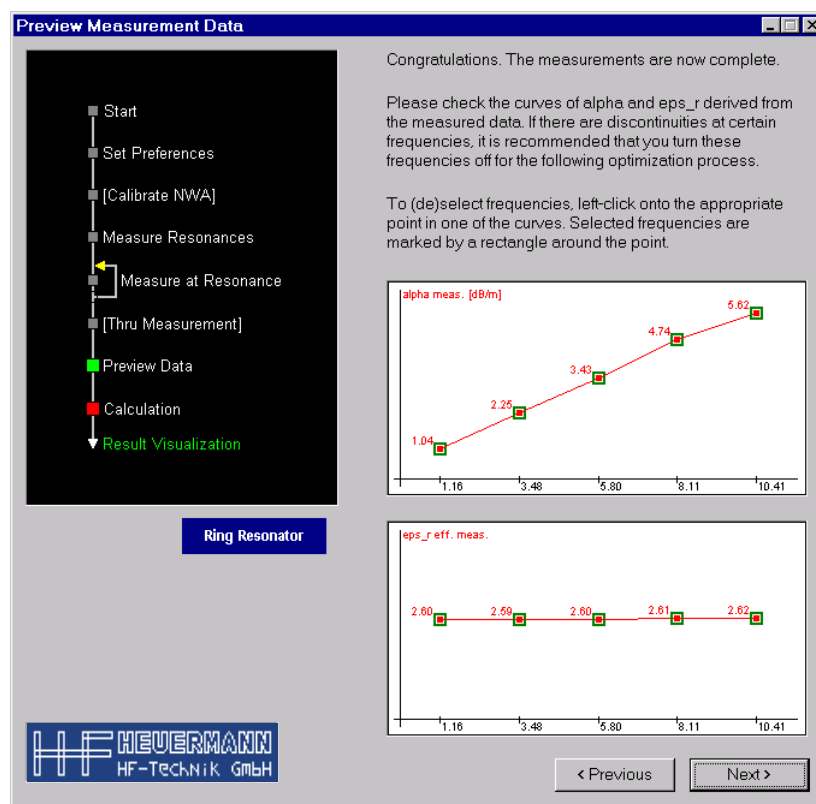 Preview Measurement Data
Start
Set Preferences
[Calibrate NWA]
Measure Resonances
Measure at Resonance
[Thru Measurement]
Preview Data
Calculation
Result Visualization
Ring Resonator
HF HEUERMANN
HF-TECHNIK GMBH
Congratulations. The measurements are now complete.
Please check the curves of alpha and eps_r derived from
the measured data. If there are discontinuities at certain
frequencies, it is recommended that you turn these
frequencies off for the following optimization process.
To (de)select frequencies, left-click onto the appropriate
point in one of the curves. Selected frequencies are
marked by a rectangle around the point.
alpha meas. [dB/m]
1.04 2.25 3.43 4.74 5.62
1.16 3.48 5.80 8.11 10.41
eps_r eff. meas.
2.60 2.59 2.60 2.61 2.62
1.16 3.48 5.80 8.11 10.41
< Previous
Next >